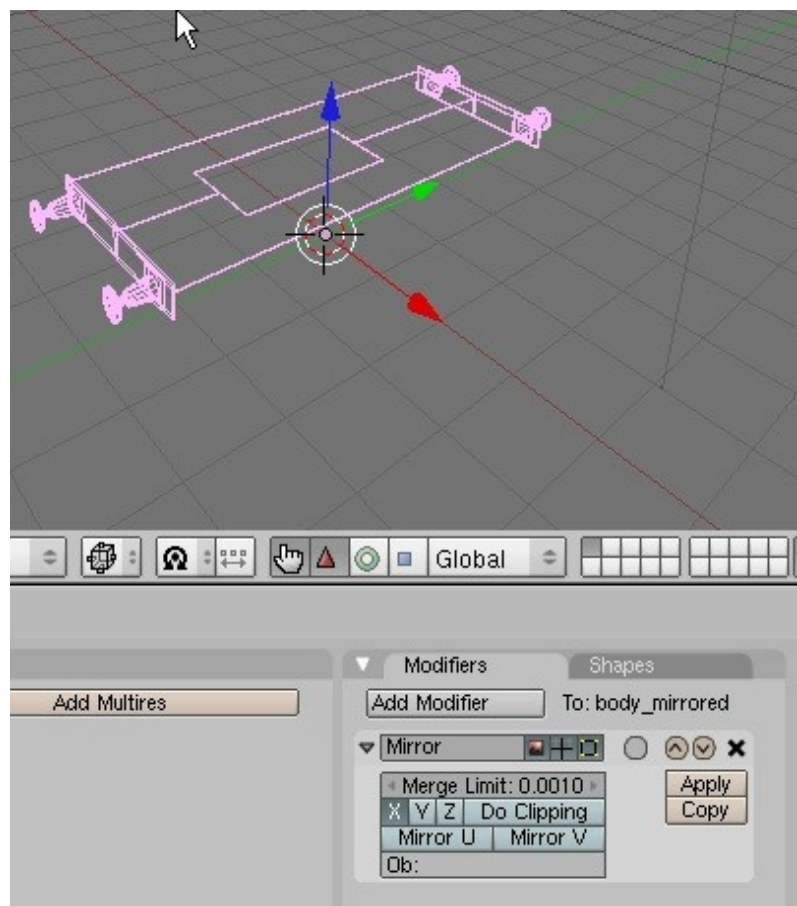 Global
Add Multires
Modifiers
Shapes
Add Modifier
To: body_mirrored
Mirror
Merge Limit: 0.0010
Apply
X Y Z Do Clipping
Copy
Mirror U Mirror V
Ob: